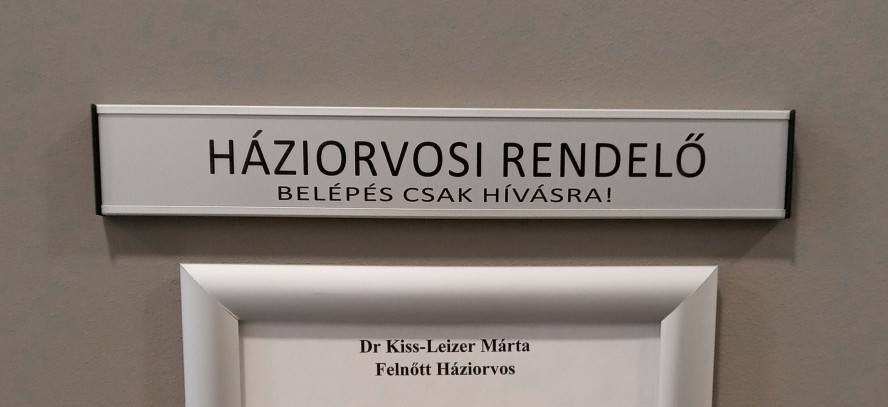 HÁZIORVOSI RENDELŐ
BELÉPÉS CSAK HÍVÁSRA!
Dr Kiss-Leizer Márta
Felnőtt Háziorvos